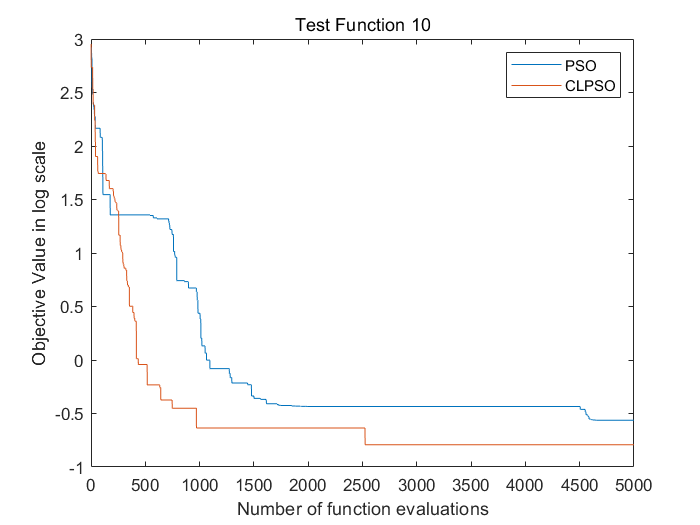 Test Function 10
PSO
CLPSO
Objective Value in log scale
3
2.5
2
1.5
1
0.5
0
-0.5
-1
0 500 1000 1500 2000 2500 3000 3500 4000 4500 5000
Number of function evaluations